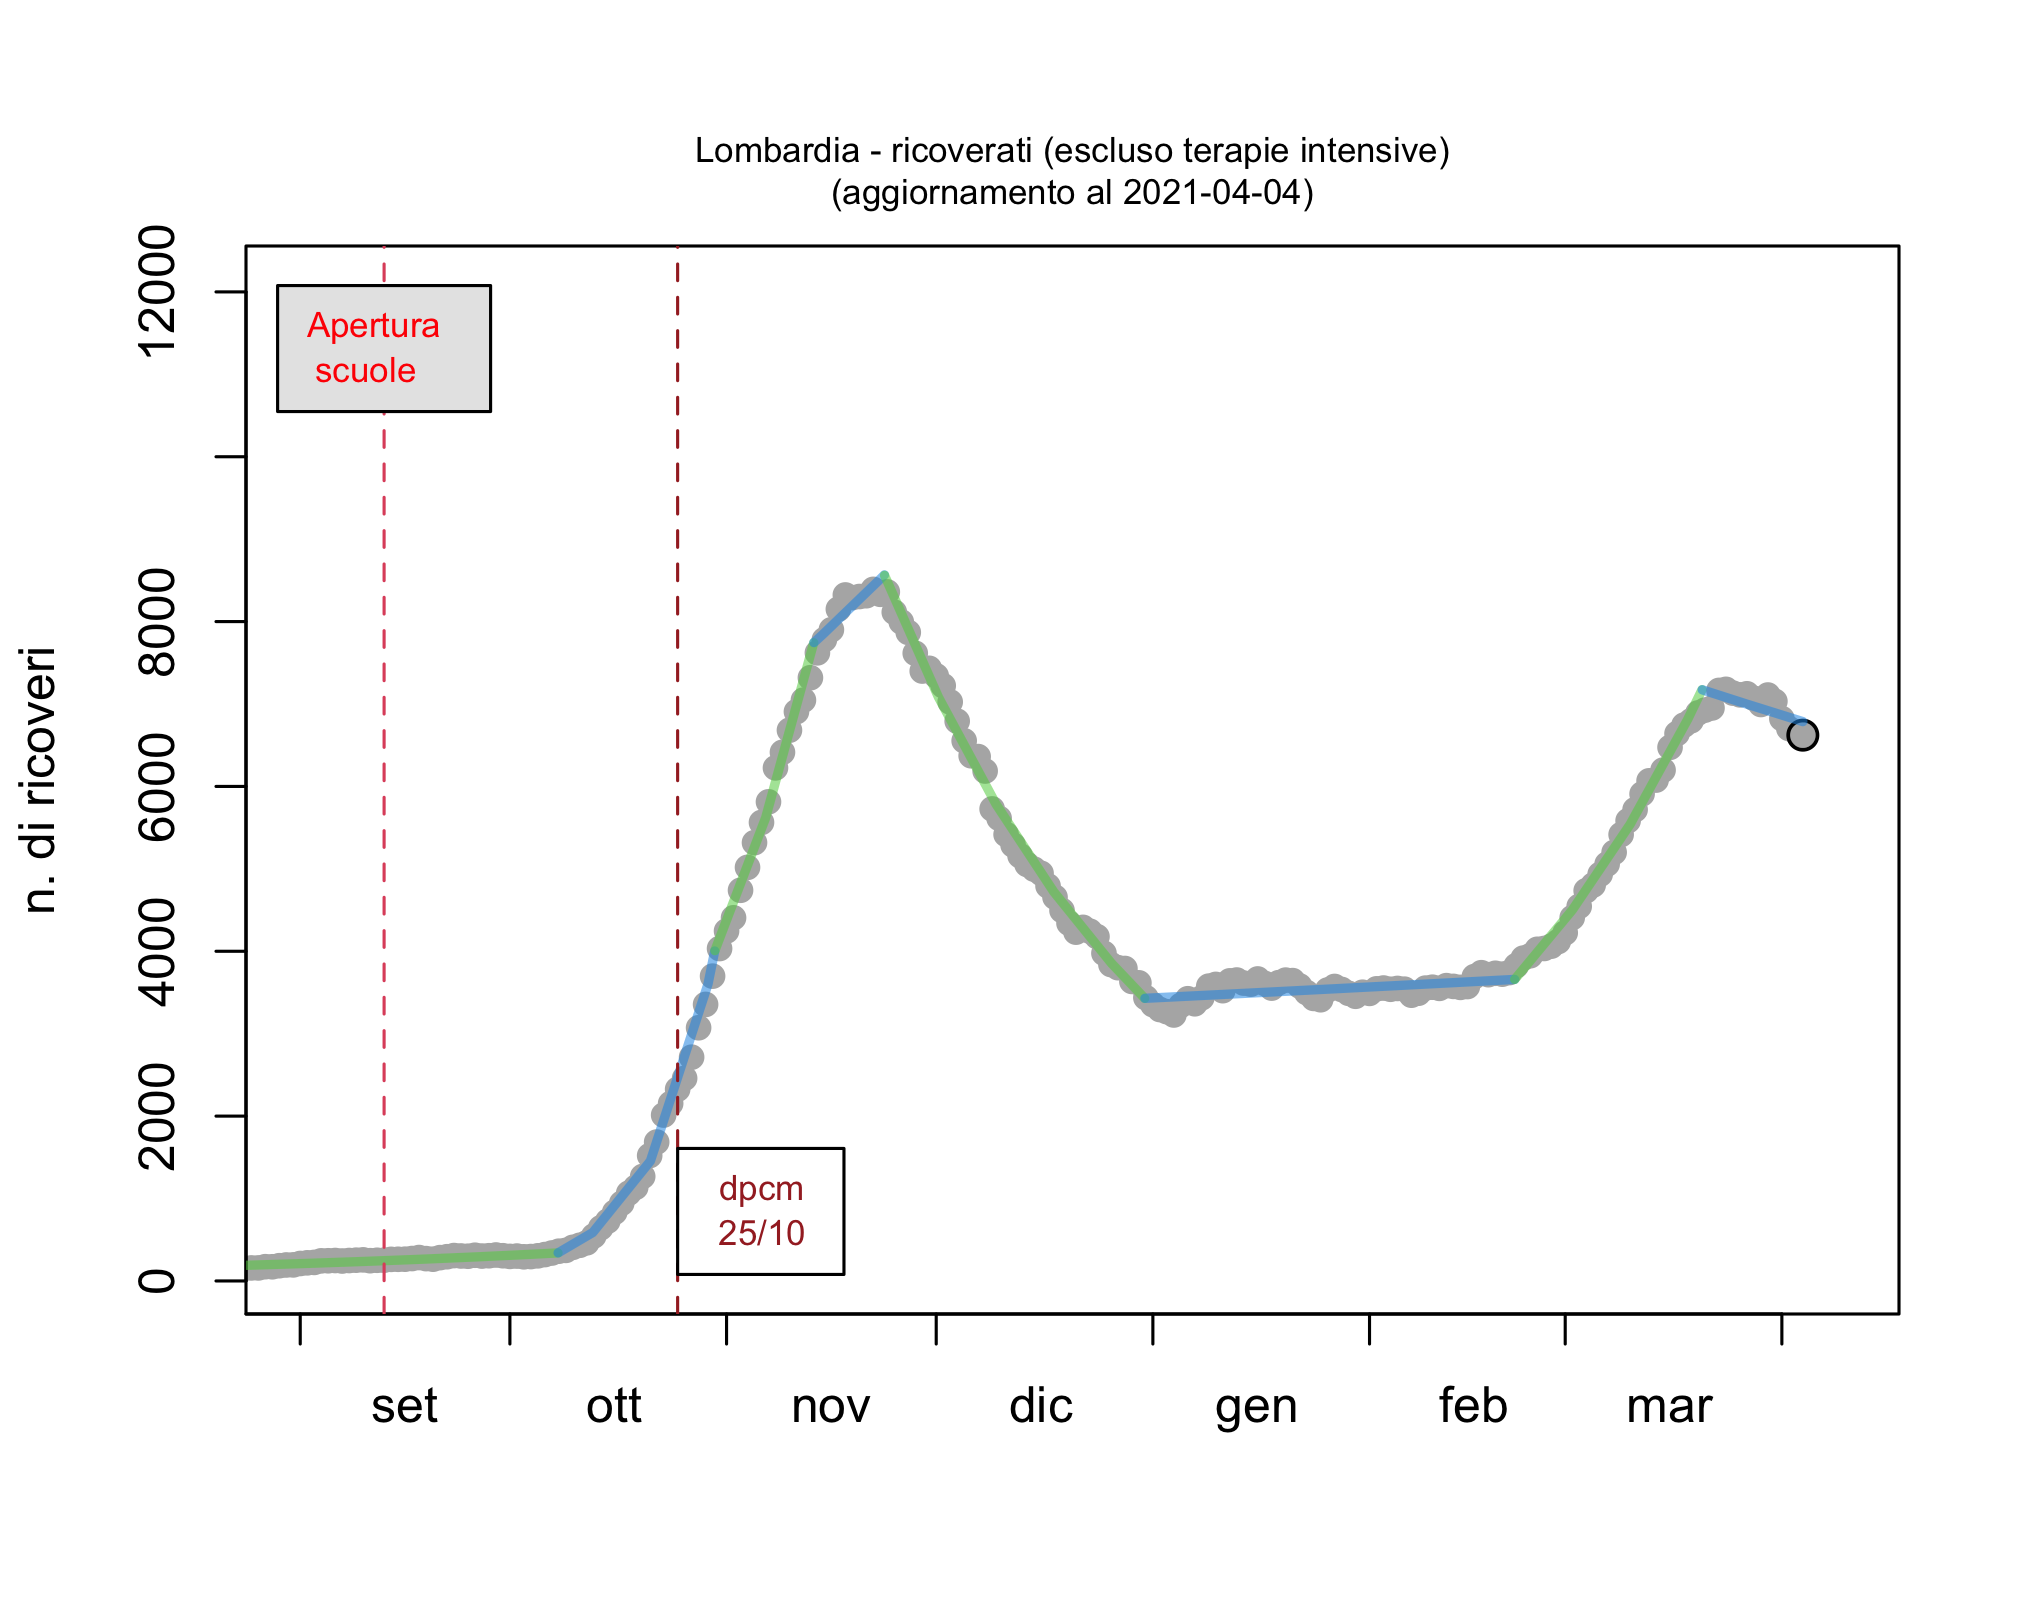 Lombardia - ricoverati (escluso terapie intensive)
(aggiornamento al 2021-04-04)
n. di ricoveri
12000
8000
6000
4000
2000
0
Apertura
scuole
dpcm
25/10
set ott nov dic gen feb mar